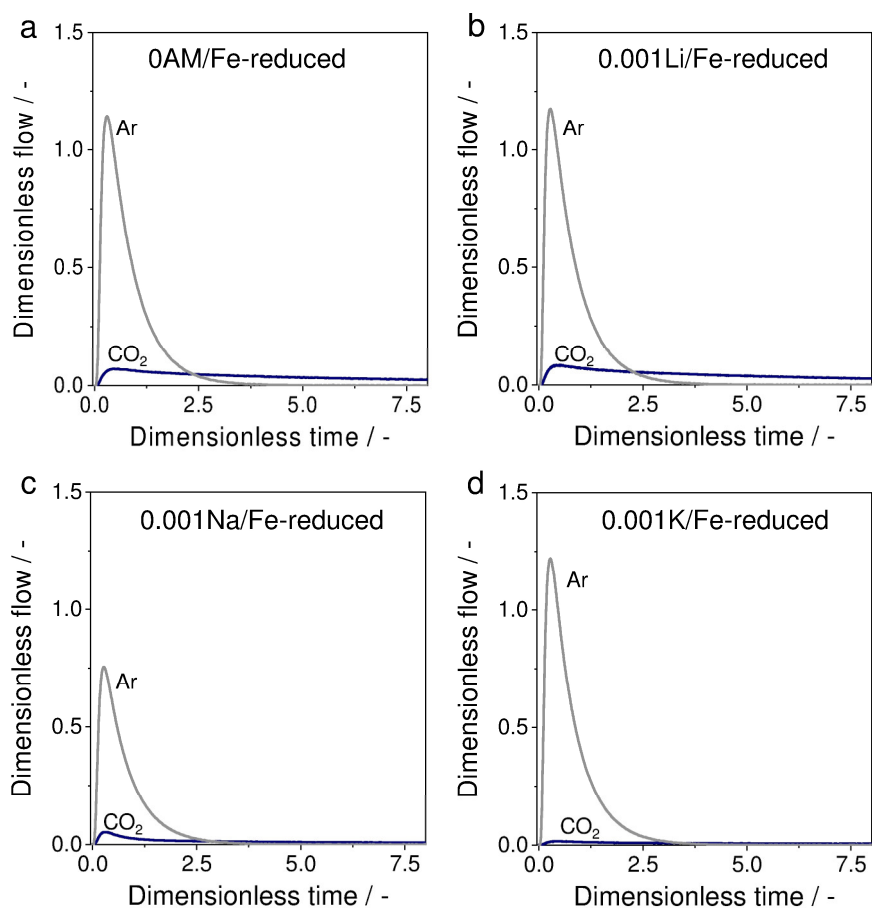 a
0AM/Fe-reduced
Dimensionless flow / -
1.5
1.0
0.5
0.0
Ar
CO2
0.0 2.5 5.0 7.5
Dimensionless time / -
b
0.001Li/Fe-reduced
Dimensionless flow / -
1.5
1.0
0.5
0.0
Ar
CO2
0.0 2.5 5.0 7.5
Dimensionless time / -
c
0.001Na/Fe-reduced
Dimensionless flow / -
1.5
1.0
0.5
0.0
Ar
CO2
0.0 2.5 5.0 7.5
Dimensionless time / -
d
0.001K/Fe-reduced
Dimensionless flow / -
1.5
1.0
0.5
0.0
Ar
CO2
0.0 2.5 5.0 7.5
Dimensionless time / -